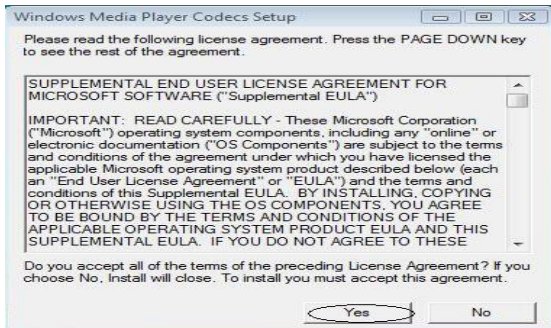 Windows Media Player Codecs Setup
Please read the following license agreement. Press the PAGE DOWN key
to see the rest of the agreement.
SUPPLEMENTAL END USER LICENSE AGREEMENT FOR
MICROSOFT SOFTWARE ("Supplemental EULA")
IMPORTANT: READ CAREFULLY - These Microsoft Corporation
("Microsoft") operating system components, including any "online" or
electronic documentation ("OS Components") are subject to the terms
and conditions of the agreement under which you have licensed the
applicable Microsoft operating system product described below (each
an "End User License Agreement" or "EULA") and the terms and
conditions of this Supplemental EULA. BY INSTALLING, COPYING
OR OTHERWISE USING THE OS COMPONENTS, YOU AGREE
TO BE BOUND BY THE TERMS AND CONDITIONS OF THE
APPLICABLE OPERATING SYSTEM PRODUCT EULA AND THIS
SUPPLEMENTAL EULA. IF YOU DO NOT AGREE TO THESE
Do you accept all of the terms of the preceding License Agreement? If you
choose No, Install will close. To install you must accept this agreement.
Yes No